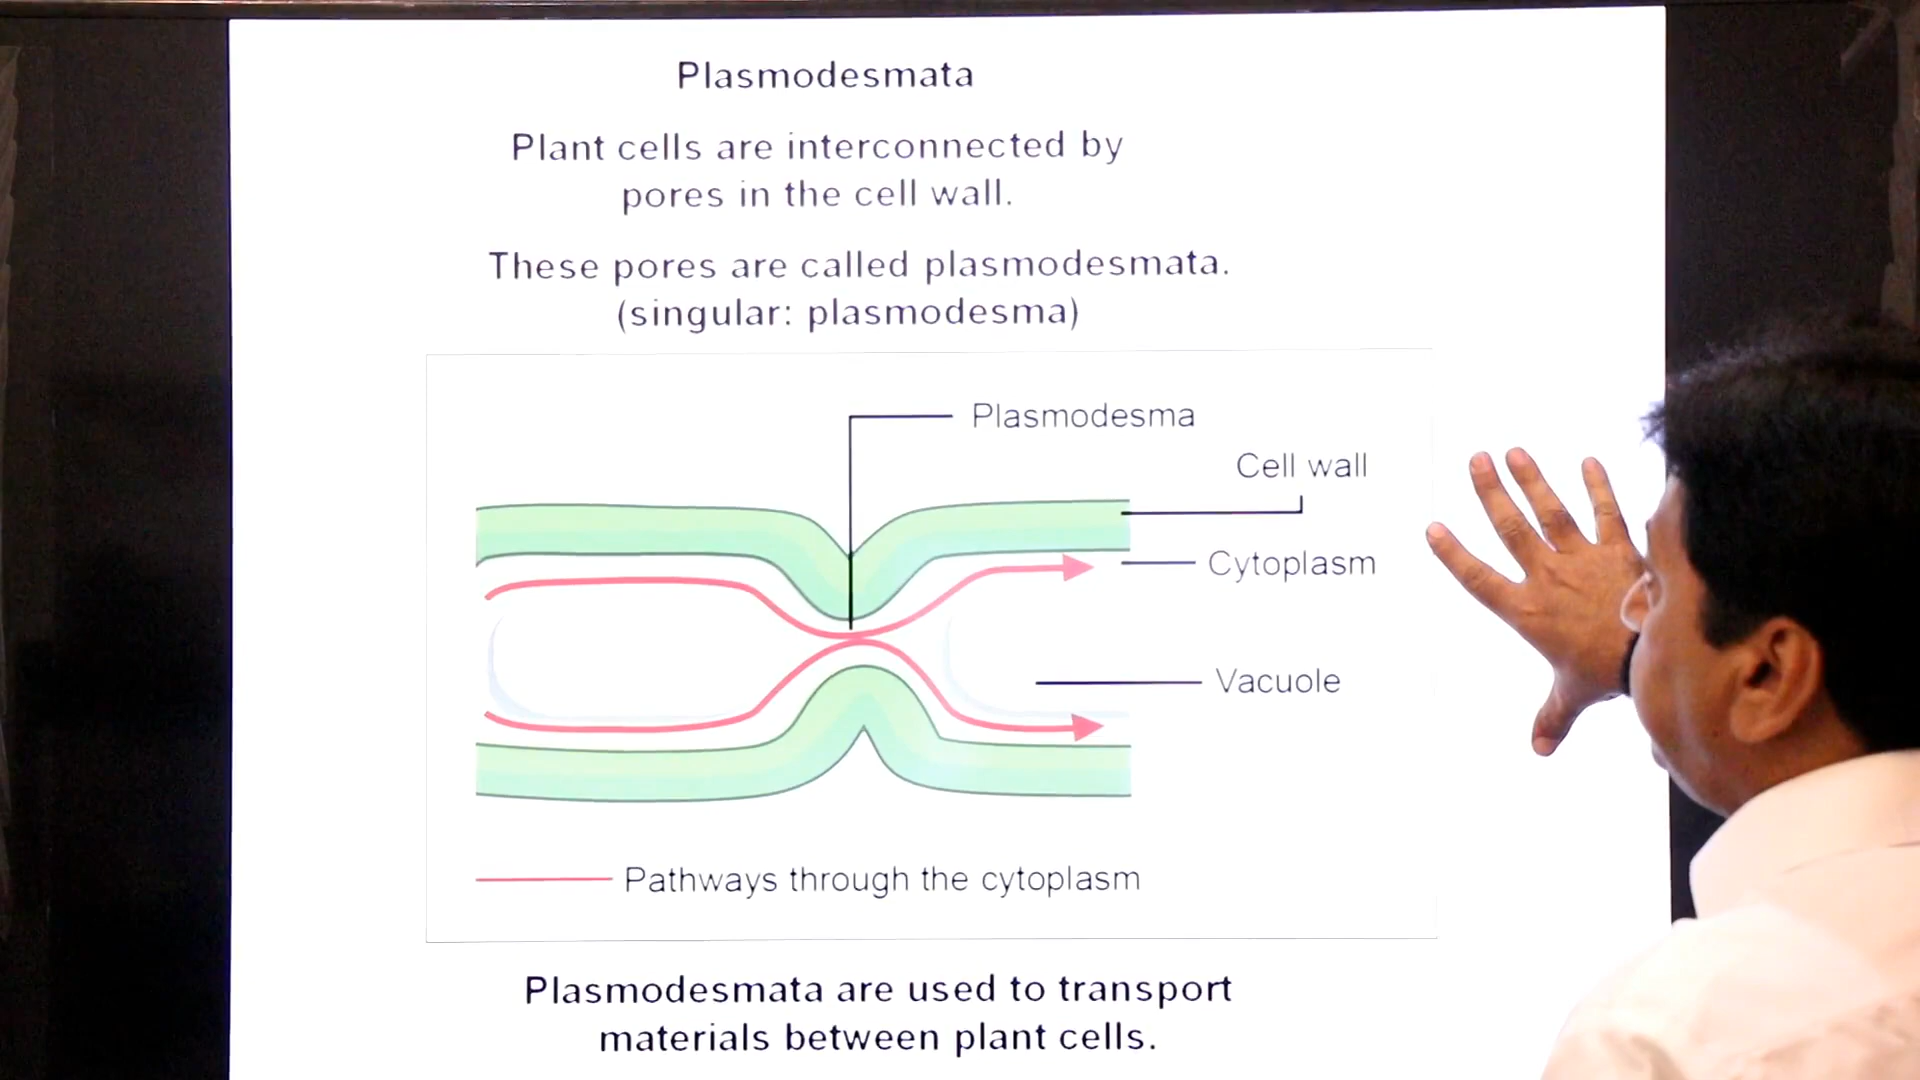 Plasmodesmata
Plant cells are interconnected by
pores in the cell wall.
These pores are called plasmodesmata.
(singular: plasmodesma)
Plasmodesma
Cell wall
Cytoplasm
Vacuole
Pathways through the cytoplasm
Plasmodesmata are used to transport
materials between plant cells.